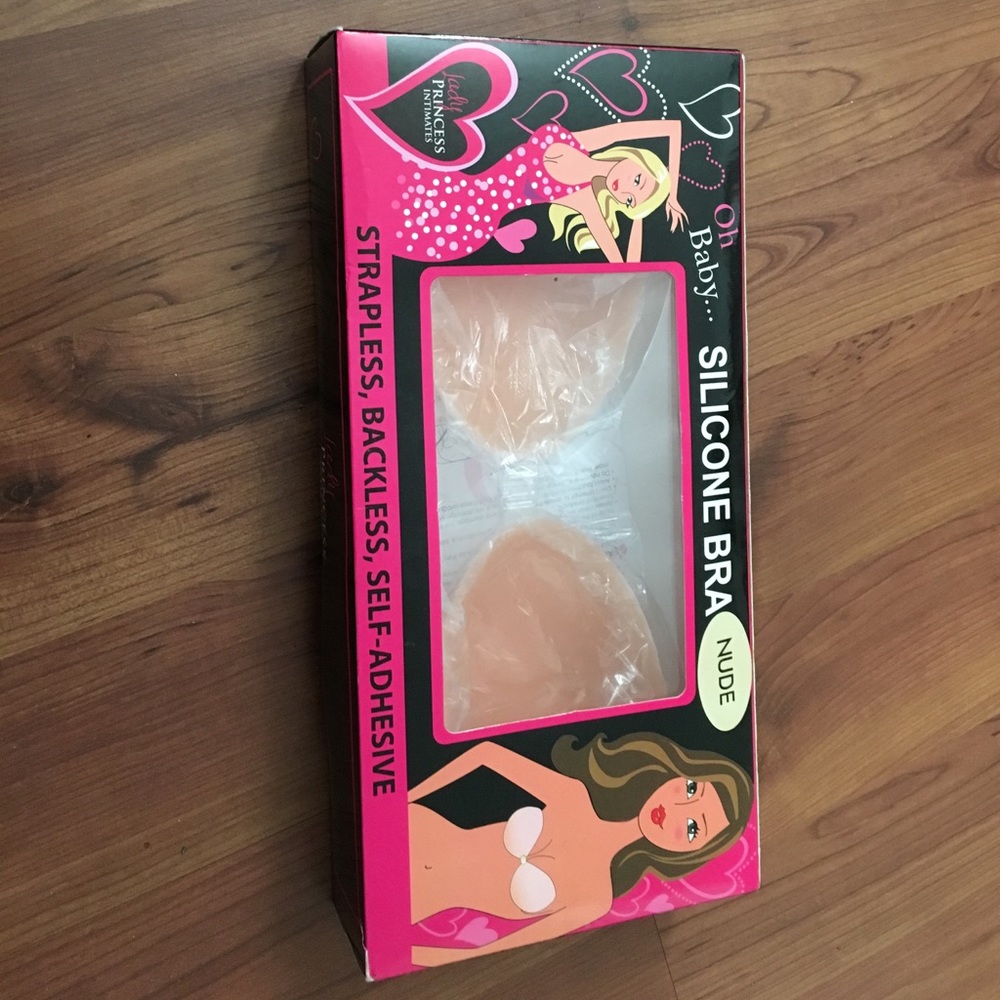 Lady
PRINCESS
INTIMATES
Oh
Baby...
SILICONE BRA
NUDE
STRAPLESS, BACKLESS, SELF-ADHESIVE